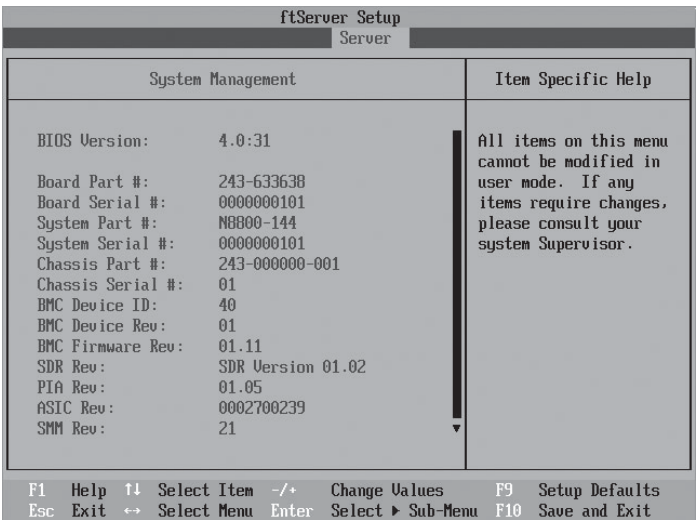 ftServer Setup
Server
System Management
Item Specific Help
BIOS Version: 4.0:31
Board Part #: 243-633638
Board Serial #: 0000000101
System Part #: N8800-144
System Serial #: 0000000101
Chassis Part #: 243-000000-001
Chassis Serial #: 01
BMC Device ID: 40
BMC Device Rev: 01
BMC Firmware Rev: 01.11
SDR Rev: SDR Version 01.02
PIA Rev: 01.05
ASIC Rev: 0002700239
SMM Rev: 21
All items on this menu
cannot be modified in
user mode. If any
items require changes,
please consult your
system Supervisor.
F1 Help ↑↓ Select Item -/+ Change Values F9 Setup Defaults
Esc Exit ↔ Select Menu Enter Select ▶ Sub-Menu F10 Save and Exit